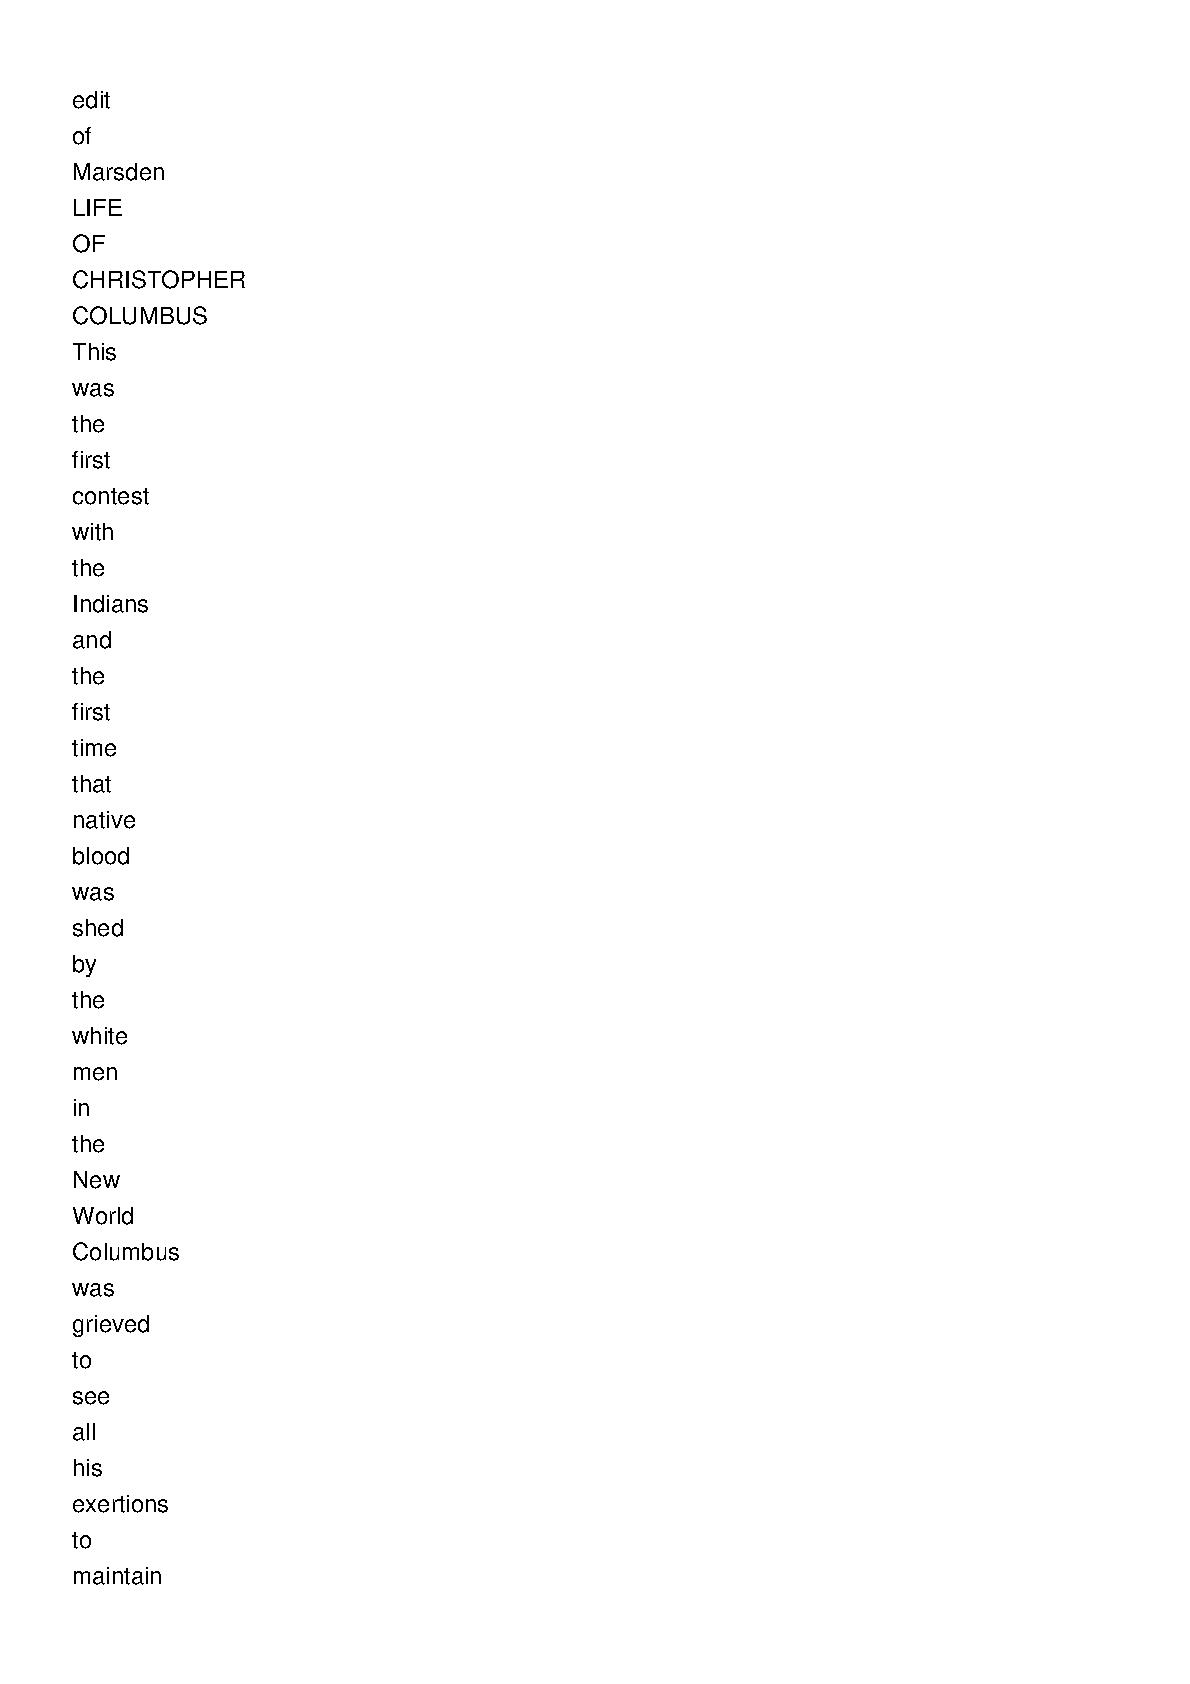 edit
of
Marsden
LIFE
OF
CHRISTOPHER
COLUMBUS
This
was
the
first
contest
with
the
Indians
and
the
first
time
that
native
blood
was
shed
by
the
white
men
in
the
New
World
Columbus
was
grieved
to
see
all
his
exertions
to
maintain